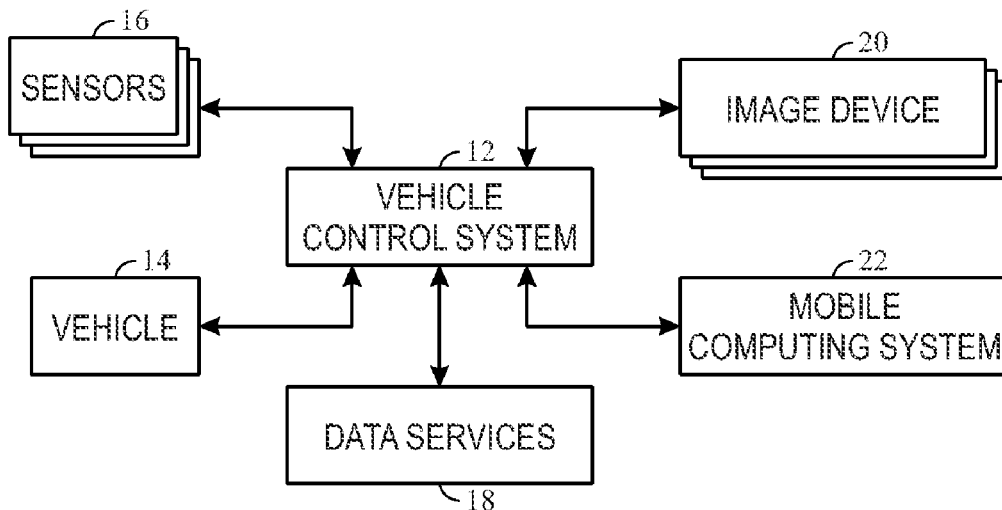 16
SENSORS
20
IMAGE DEVICE
12
VEHICLE
CONTROL SYSTEM
14
VEHICLE
22
MOBILE
COMPUTING SYSTEM
DATA SERVICES
18